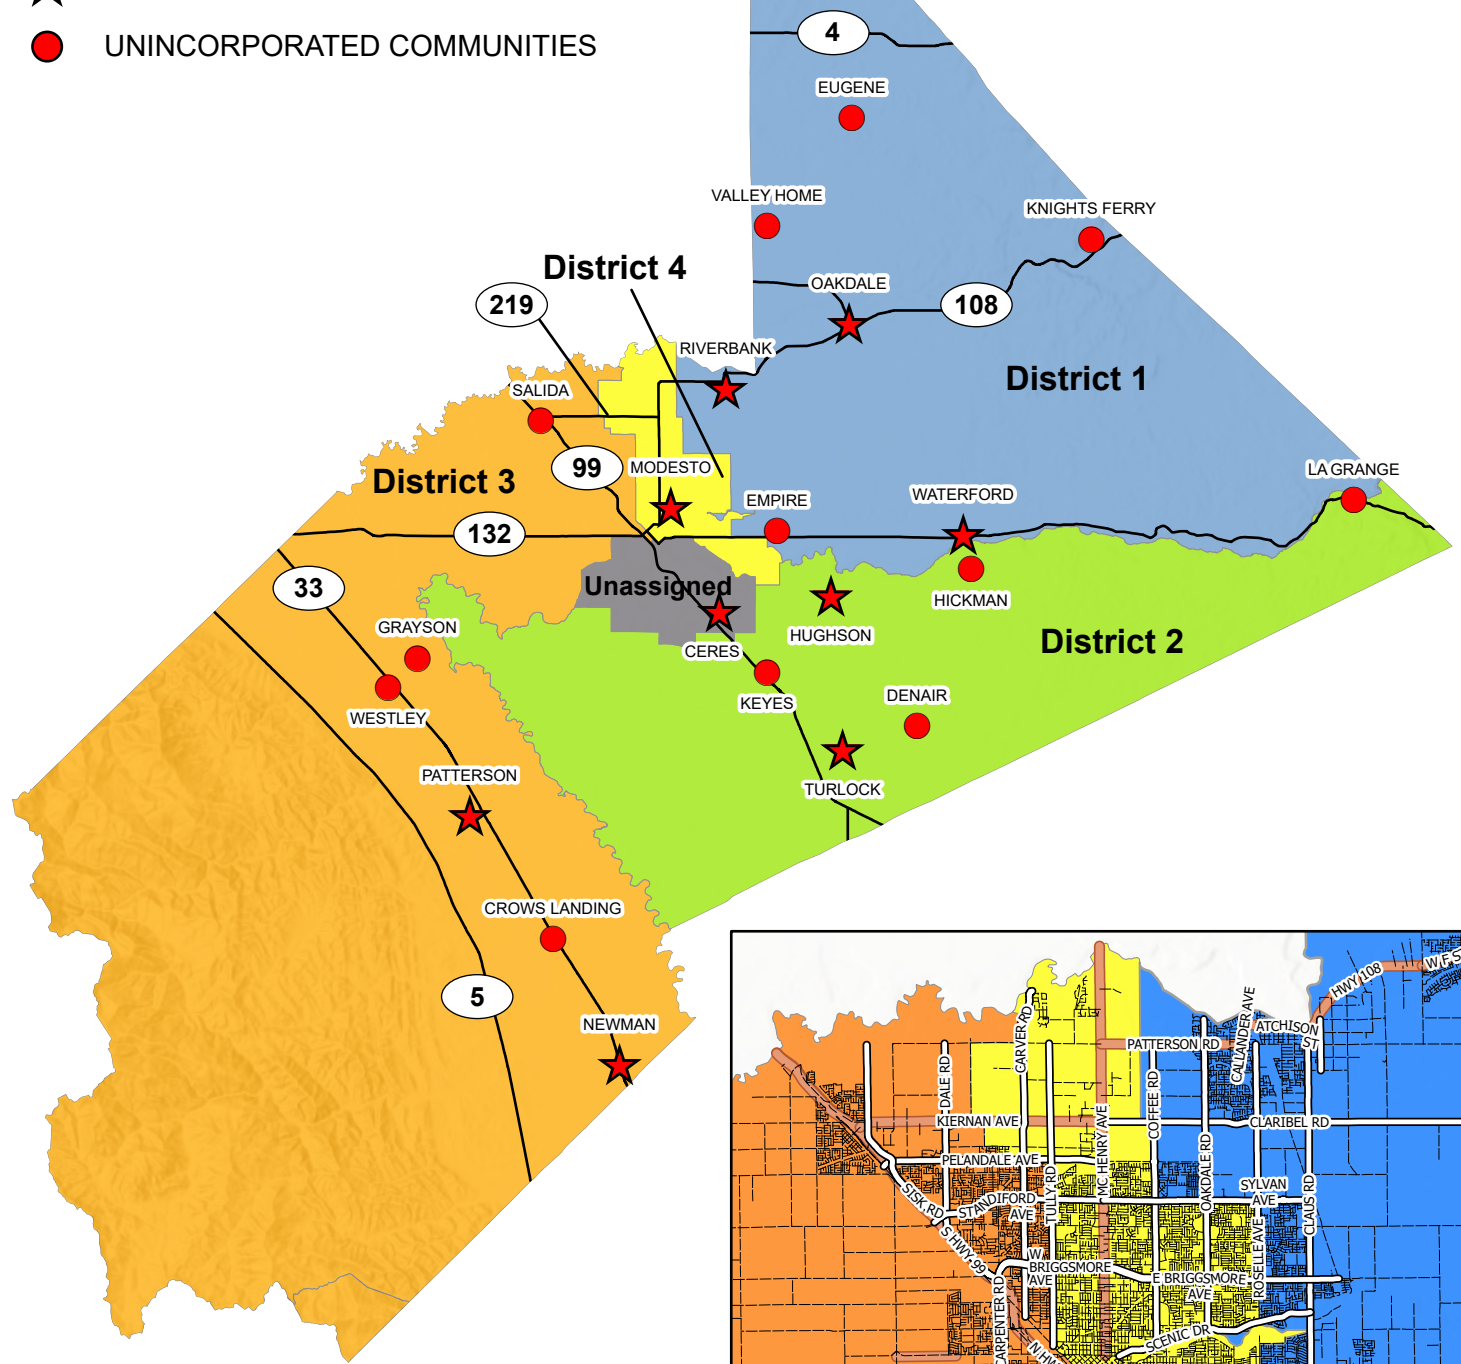 UNINCORPORATED COMMUNITIES
4
EUGENE
VALLEY HOME
KNIGHTS FERRY
District 4
OAKDALE
219
108
RIVERBANK
District 1
SALIDA
99
MODESTO
LA GRANGE
District 3
EMPIRE
WATERFORD
132
33
Unassigned
HICKMAN
GRAYSON
HUGHSON
District 2
CERES
WESTLEY
KEYES
DENAIR
PATTERSON
TURLOCK
CROWS LANDING
5
NEWMAN
HWY 108
W F S
CARVER RD
CALLANDER AVE
ATCHISON
ST
PATTERSON RD
DALE RD
COFFEE RD
KIERNAN AVE
MC HENRY AVE
CLARIBEL RD
OAKDALE RD
PELANDALE AVE
TULLY RD
SISK RD
STANDIFORD
AVE
SYLVAN
AVE
CLAUS RD
S HWY 99
ROSELLE AVE
W
BRIGGSMORE
AVE
E BRIGGSMORE
AVE
CARPENTER RD
SCENIC DR
N HW